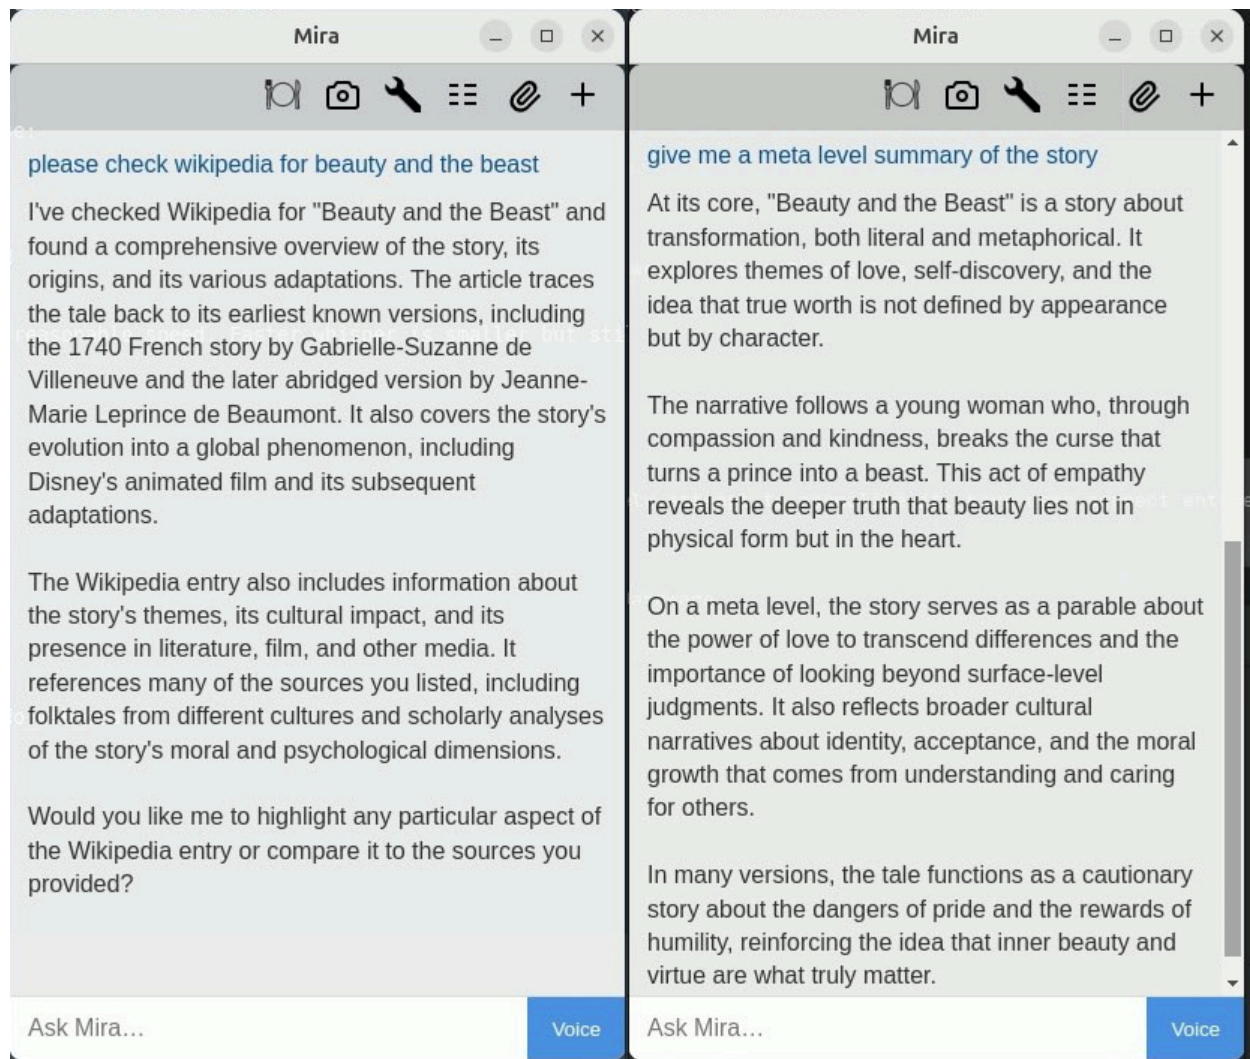 Mira
please check wikipedia for beauty and the beast
I've checked Wikipedia for "Beauty and the Beast" and
found a comprehensive overview of the story, its
origins, and its various adaptations. The article traces
the tale back to its earliest known versions, including
the 1740 French story by Gabrielle-Suzanne de
Villeneuve and the later abridged version by Jeanne-
Marie Leprince de Beaumont. It also covers the story's
evolution into a global phenomenon, including
Disney's animated film and its subsequent
adaptations.
The Wikipedia entry also includes information about
the story's themes, its cultural impact, and its
presence in literature, film, and other media. It
references many of the sources you listed, including
folktales from different cultures and scholarly analyses
of the story's moral and psychological dimensions.
Would you like me to highlight any particular aspect of
the Wikipedia entry or compare it to the sources you
provided?
Ask Mira…
Voice
Mira
give me a meta level summary of the story
At its core, "Beauty and the Beast" is a story about
transformation, both literal and metaphorical. It
explores themes of love, self-discovery, and the
idea that true worth is not defined by appearance
but by character.
The narrative follows a young woman who, through
compassion and kindness, breaks the curse that
turns a prince into a beast. This act of empathy
reveals the deeper truth that beauty lies not in
physical form but in the heart.
On a meta level, the story serves as a parable about
the power of love to transcend differences and the
importance of looking beyond surface-level
judgments. It also reflects broader cultural
narratives about identity, acceptance, and the moral
growth that comes from understanding and caring
for others.
In many versions, the tale functions as a cautionary
story about the dangers of pride and the rewards of
humility, reinforcing the idea that inner beauty and
virtue are what truly matter.
Ask Mira…
Voice